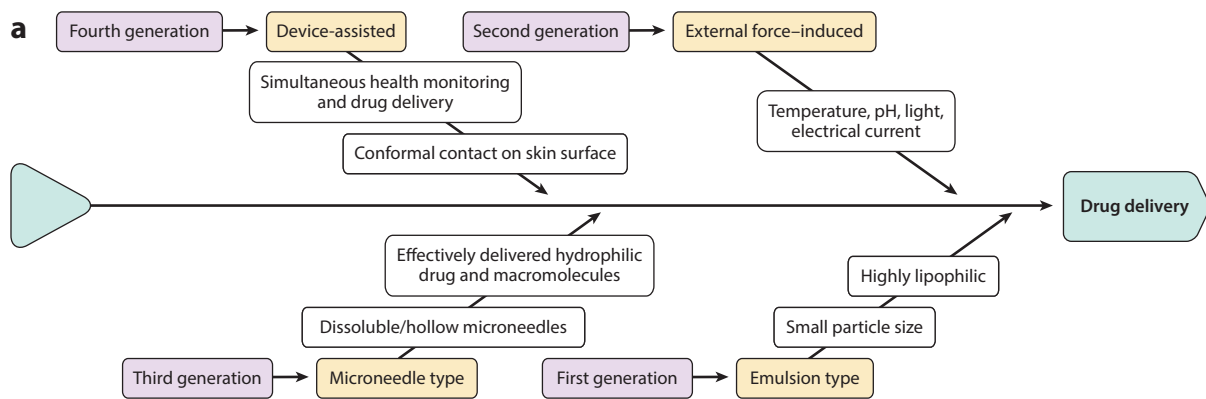 a
Fourth generation
Device-assisted
Second generation
External force–induced
Simultaneous health monitoring
and drug delivery
Temperature, pH, light,
electrical current
Conformal contact on skin surface
Drug delivery
Effectively delivered hydrophilic
drug and macromolecules
Highly lipophilic
Dissoluble/hollow microneedles
Small particle size
Third generation
Microneedle type
First generation
Emulsion type